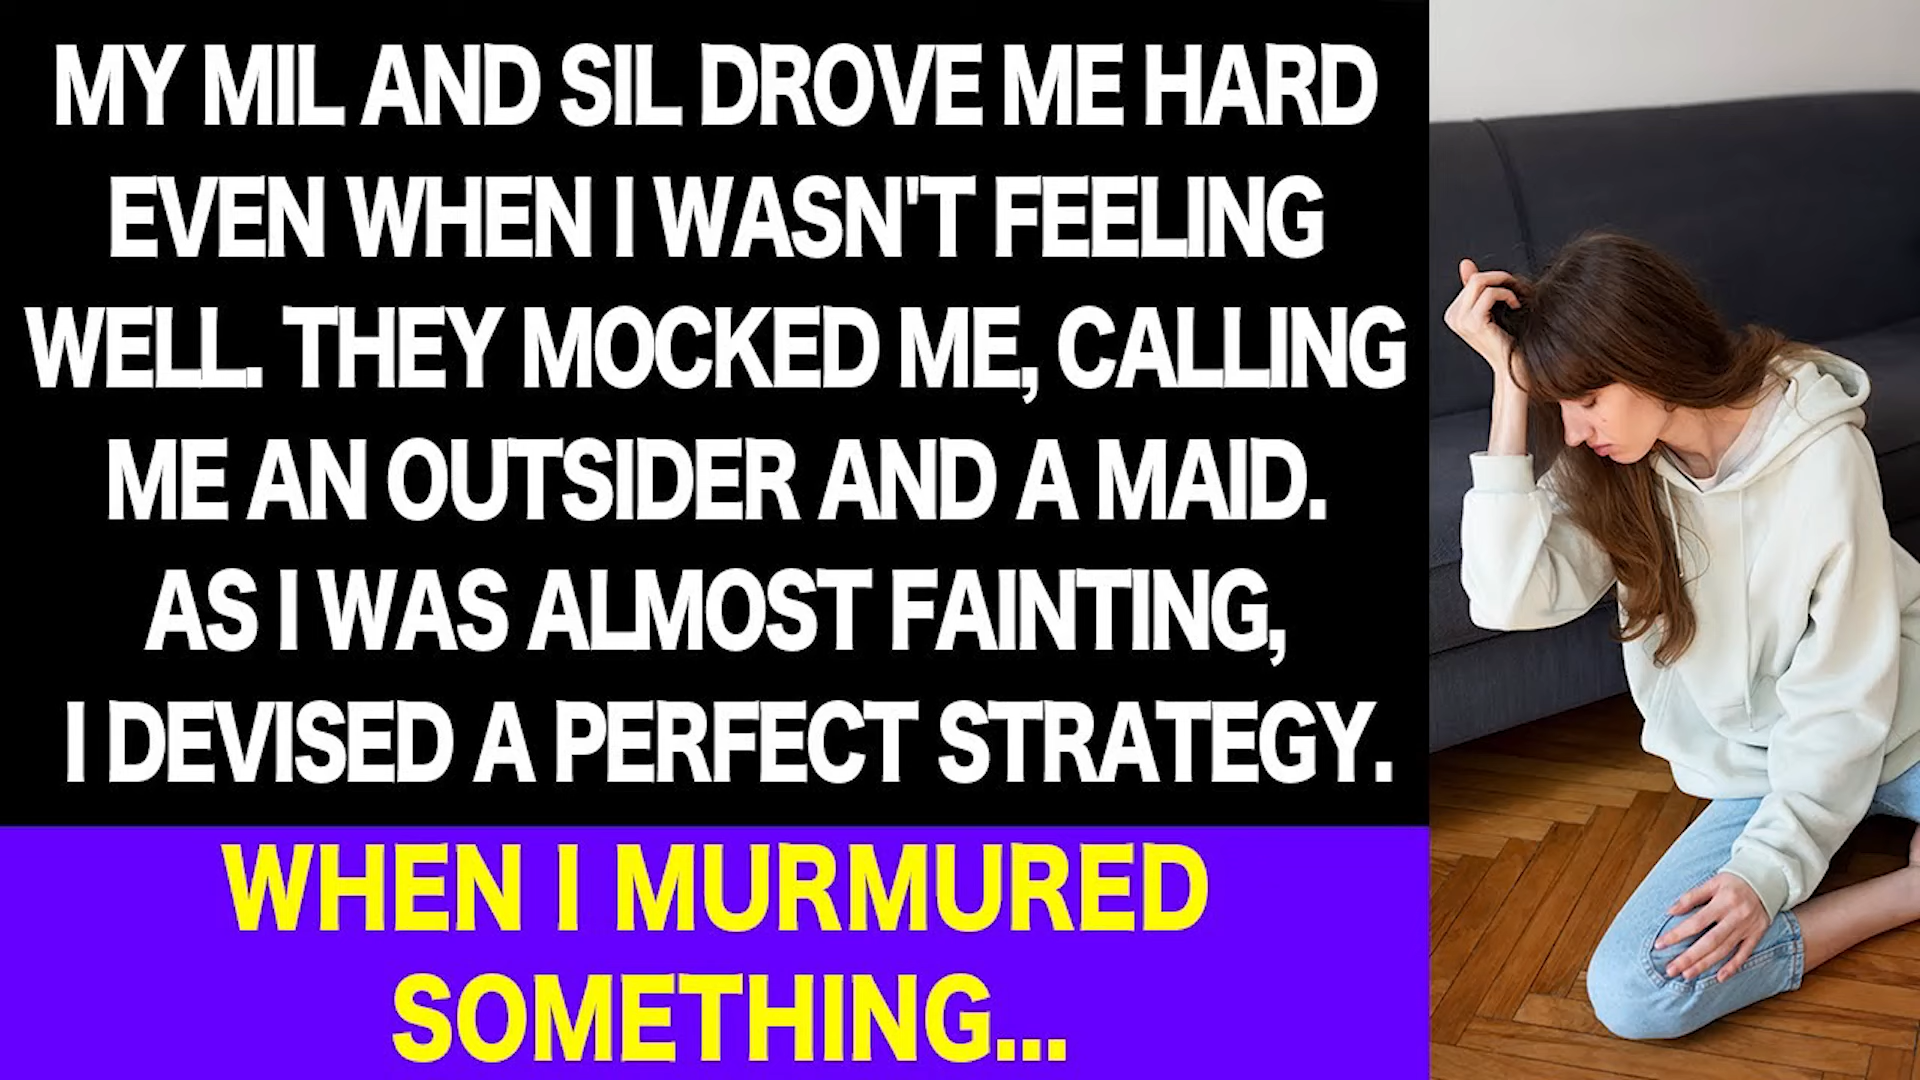 MY MIL AND SIL DROVE ME HARD
EVEN WHEN I WASN'T FEELING
WELL. THEY MOCKED ME, CALLING
ME AN OUTSIDER AND A MAID.
AS I WAS ALMOST FAINTING,
I DEVISED A PERFECT STRATEGY.
WHEN I MURMURED
SOMETHING...